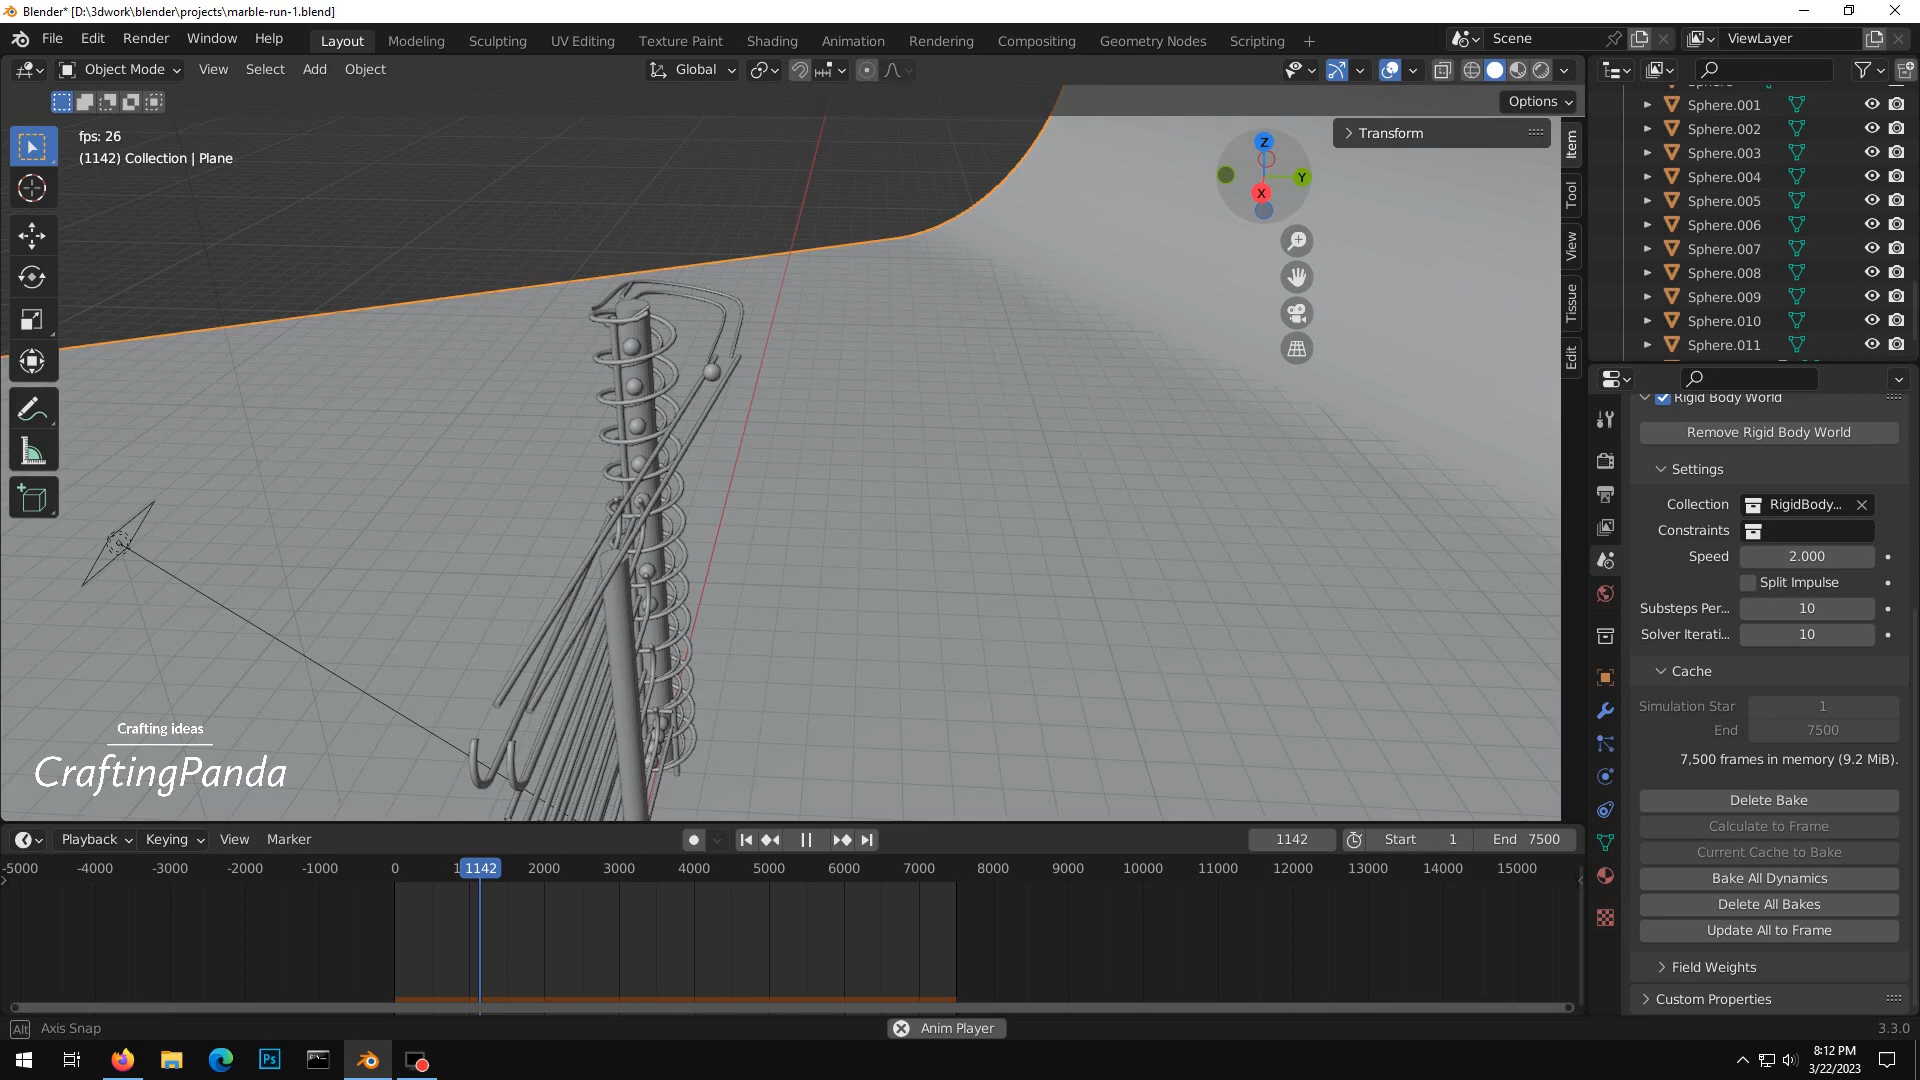 Blender* [D:\3dwork\blender\projects\marble-run-1.blend]
File Edit Render Window Help
Layout Modeling Sculpting UV Editing Texture Paint Shading Animation Rendering Compositing Geometry Nodes Scripting +
Scene
ViewLayer
Object Mode View Select Add Object
Global
Options
fps: 26
(1142) Collection | Plane
Transform
Z
Y
X
Item
Tool
View
Tissue
Edit
Sphere.001
Sphere.002
Sphere.003
Sphere.004
Sphere.005
Sphere.006
Sphere.007
Sphere.008
Sphere.009
Sphere.010
Sphere.011
Rigid Body World
Remove Rigid Body World
Settings
Collection RigidBody...
Constraints
Speed 2.000
Split Impulse
Substeps Per... 10
Solver Iterati... 10
Cache
Simulation Star 1
End 7500
7,500 frames in memory (9.2 MiB).
Delete Bake
Calculate to Frame
Current Cache to Bake
Bake All Dynamics
Delete All Bakes
Update All to Frame
Field Weights
Custom Properties
Crafting ideas
CraftingPanda
Playback Keying View Marker
1142 Start 1 End 7500
-5000 -4000 -3000 -2000 -1000 0 1142 2000 3000 4000 5000 6000 7000 8000 9000 10000 11000 12000 13000 14000 15000
Alt Axis Snap
Anim Player
3.3.0
Ps
8:12 PM
3/22/2023